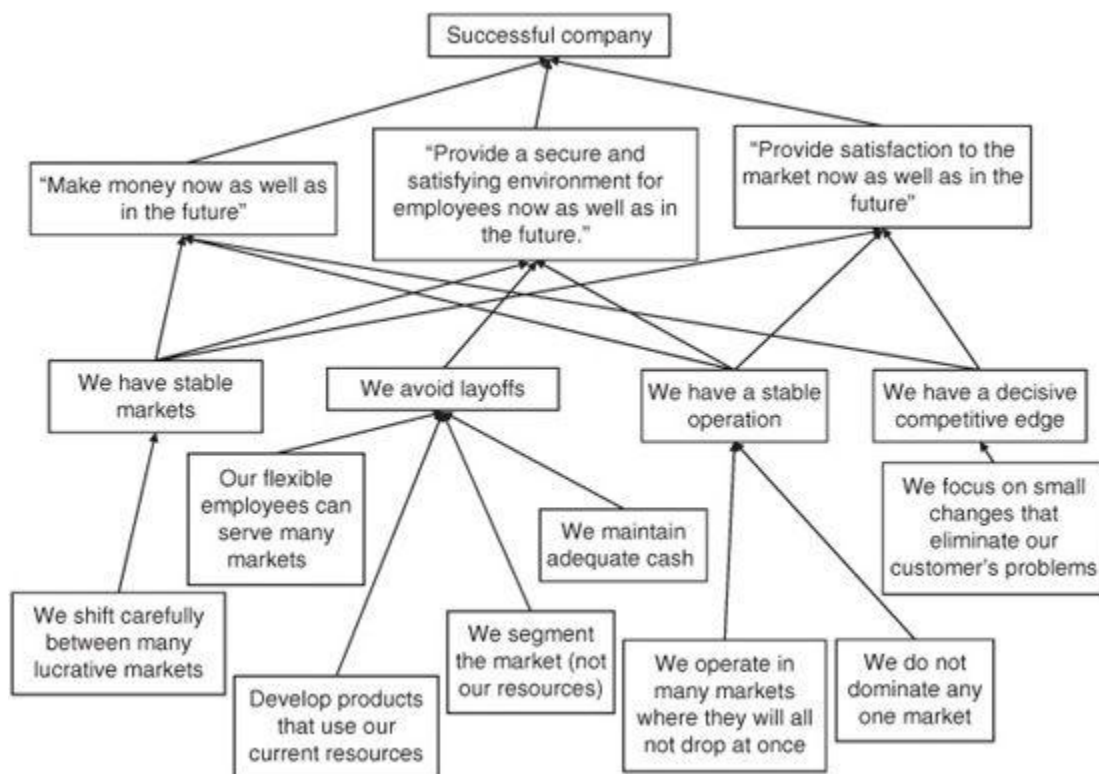 Successful company
“Make money now as well as
in the future”
“Provide a secure and
satisfying environment for
employees now as well as in
the future.”
“Provide satisfaction to the
market now as well as in the
future”
We have stable
markets
We avoid layoffs
We have a stable
operation
We have a decisive
competitive edge
Our flexible
employees can
serve many
markets
We maintain
adequate cash
We focus on small
changes that
eliminate our
customer’s problems
We shift carefully
between many
lucrative markets
Develop products
that use our
current resources
We segment
the market (not
our resources)
We operate in
many markets
where they will all
not drop at once
We do not
dominate any
one market